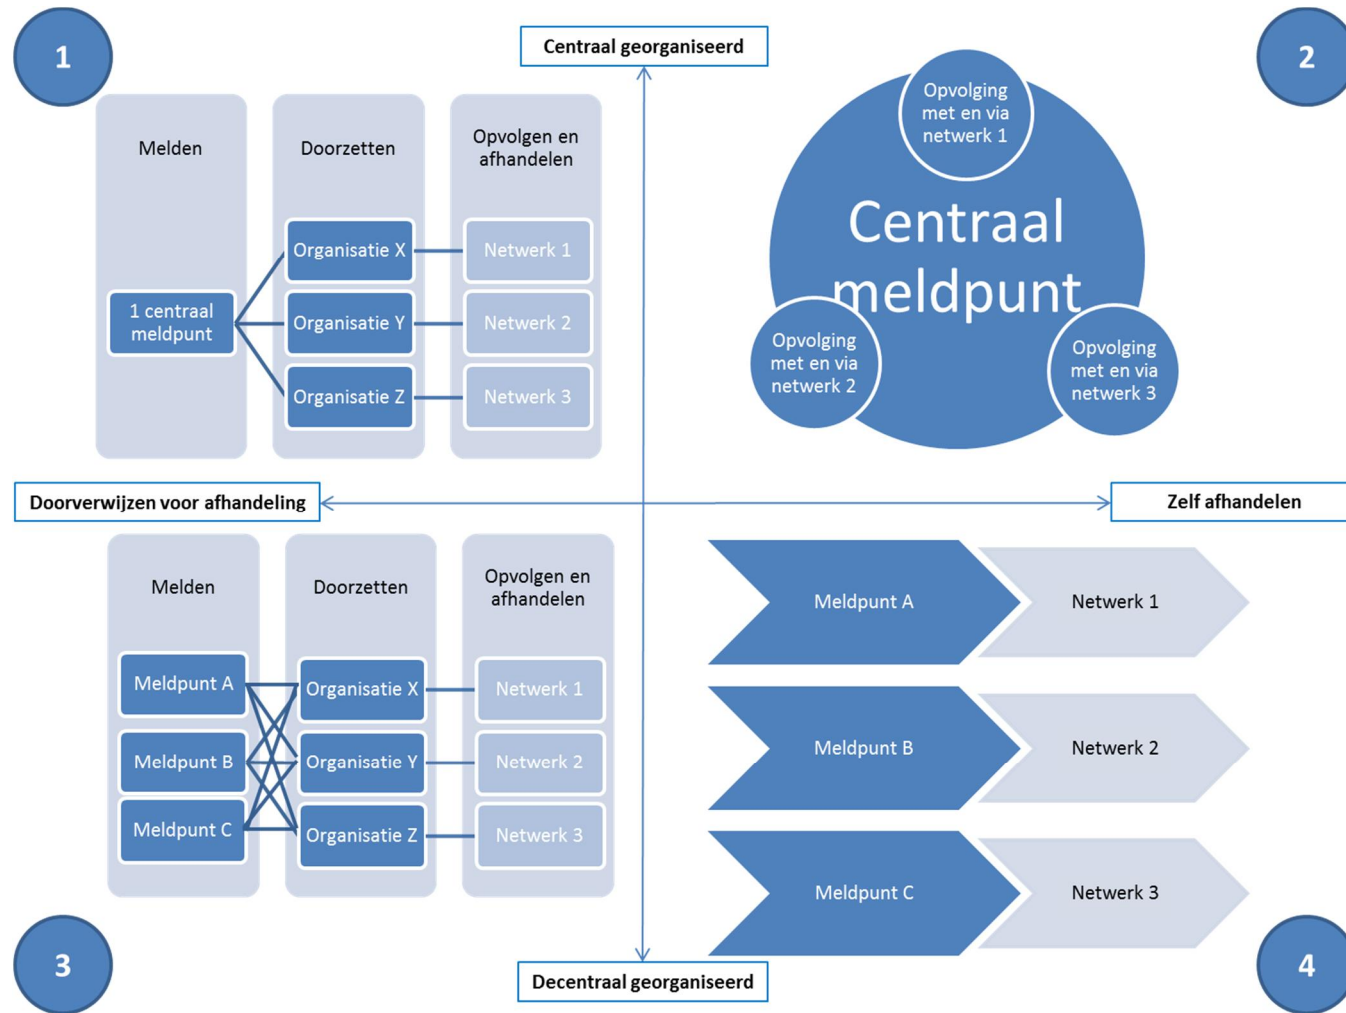 1
Centraal georganiseerd
2
Melden
Doorzetten
Opvolgen en
afhandelen
1 centraal
meldpunt
Organisatie X
Organisatie Y
Organisatie Z
Netwerk 1
Netwerk 2
Netwerk 3
Opvolging
met en via
netwerk 1
Centraal
meldpunt
Opvolging
met en via
netwerk 2
Opvolging
met en via
netwerk 3
Doorverwijzen voor afhandeling
Zelf afhandelen
Melden
Doorzetten
Opvolgen en
afhandelen
Meldpunt A
Meldpunt B
Meldpunt C
Organisatie X
Organisatie Y
Organisatie Z
Netwerk 1
Netwerk 2
Netwerk 3
Meldpunt A
Netwerk 1
Meldpunt B
Netwerk 2
Meldpunt C
Netwerk 3
3
Decentraal georganiseerd
4